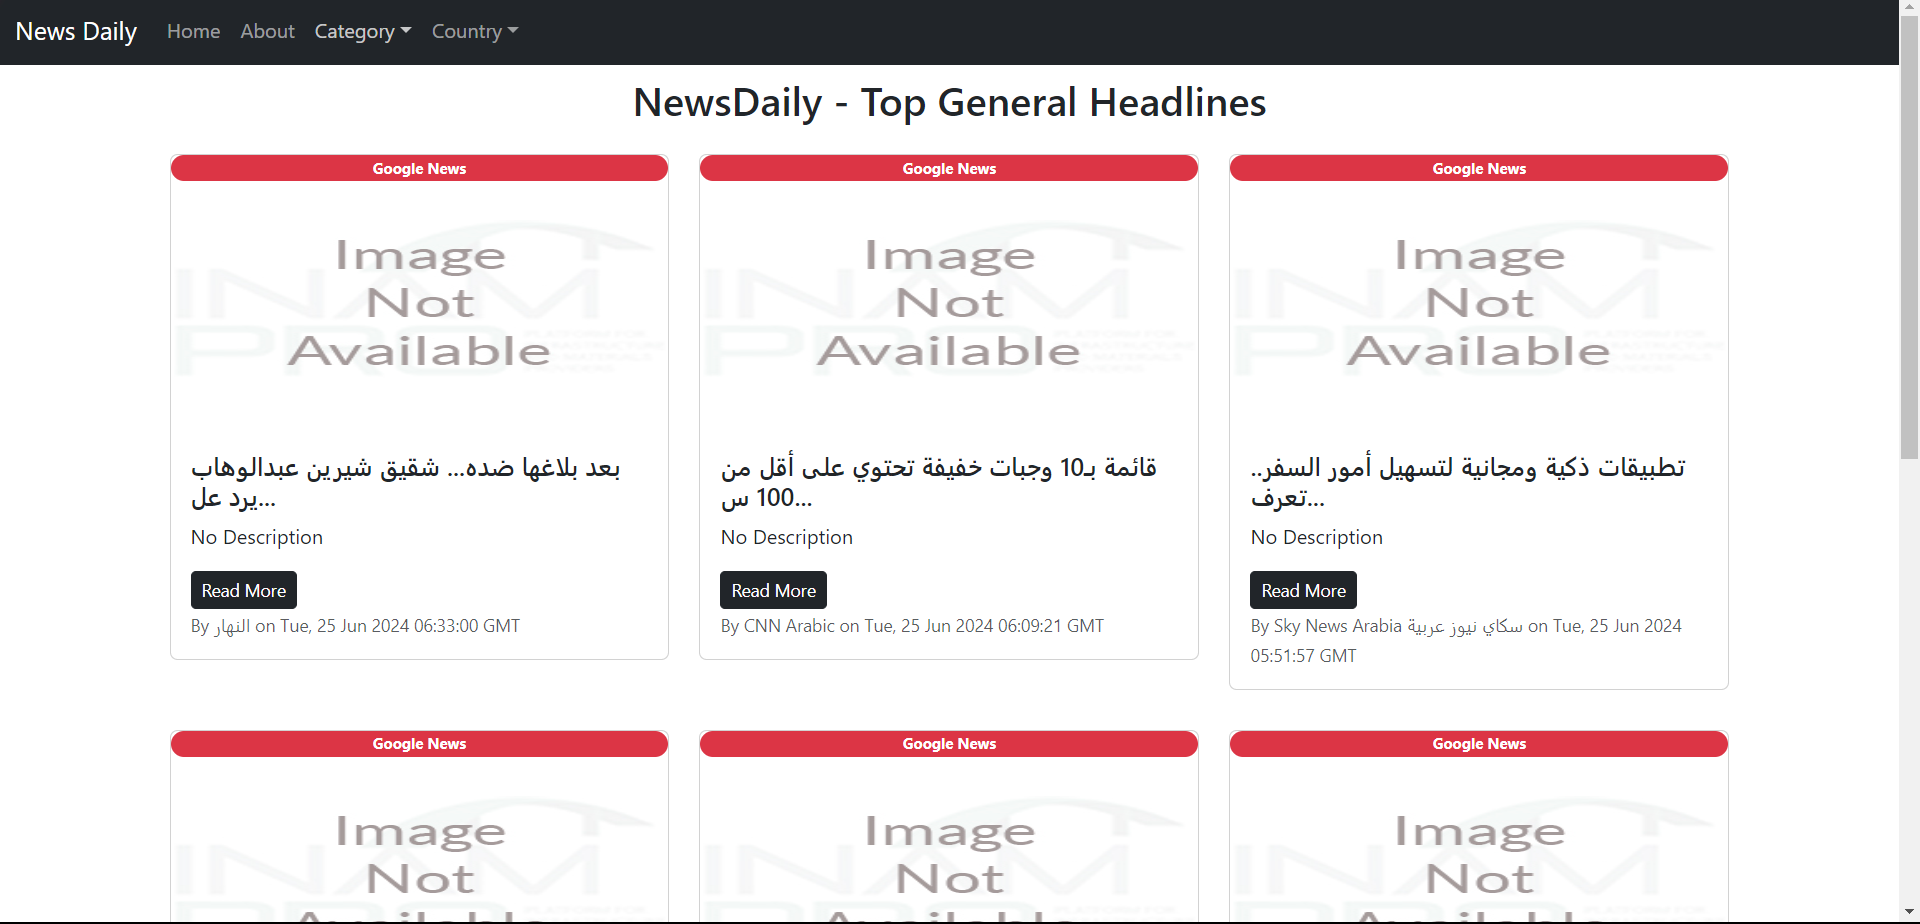 News Daily Home About Category Country
NewsDaily - Top General Headlines
Google News
Image
Not
Available
بعد بلاغها ضده... شقيق شيرين عبدالوهاب
يرد عل...
No Description
Read More
By النهار on Tue, 25 Jun 2024 06:33:00 GMT
Google News
Image
Not
Available
قائمة بـ10 وجبات خفيفة تحتوي على أقل من
100 س...
No Description
Read More
By CNN Arabic on Tue, 25 Jun 2024 06:09:21 GMT
Google News
Image
Not
Available
تطبيقات ذكية ومجانية لتسهيل أمور السفر..
تعرف...
No Description
Read More
By Sky News Arabia سكاي نيوز عربية on Tue, 25 Jun 2024
05:51:57 GMT
Google News
Image
Not
Available
Google News
Image
Not
Available
Google News
Image
Not
Available